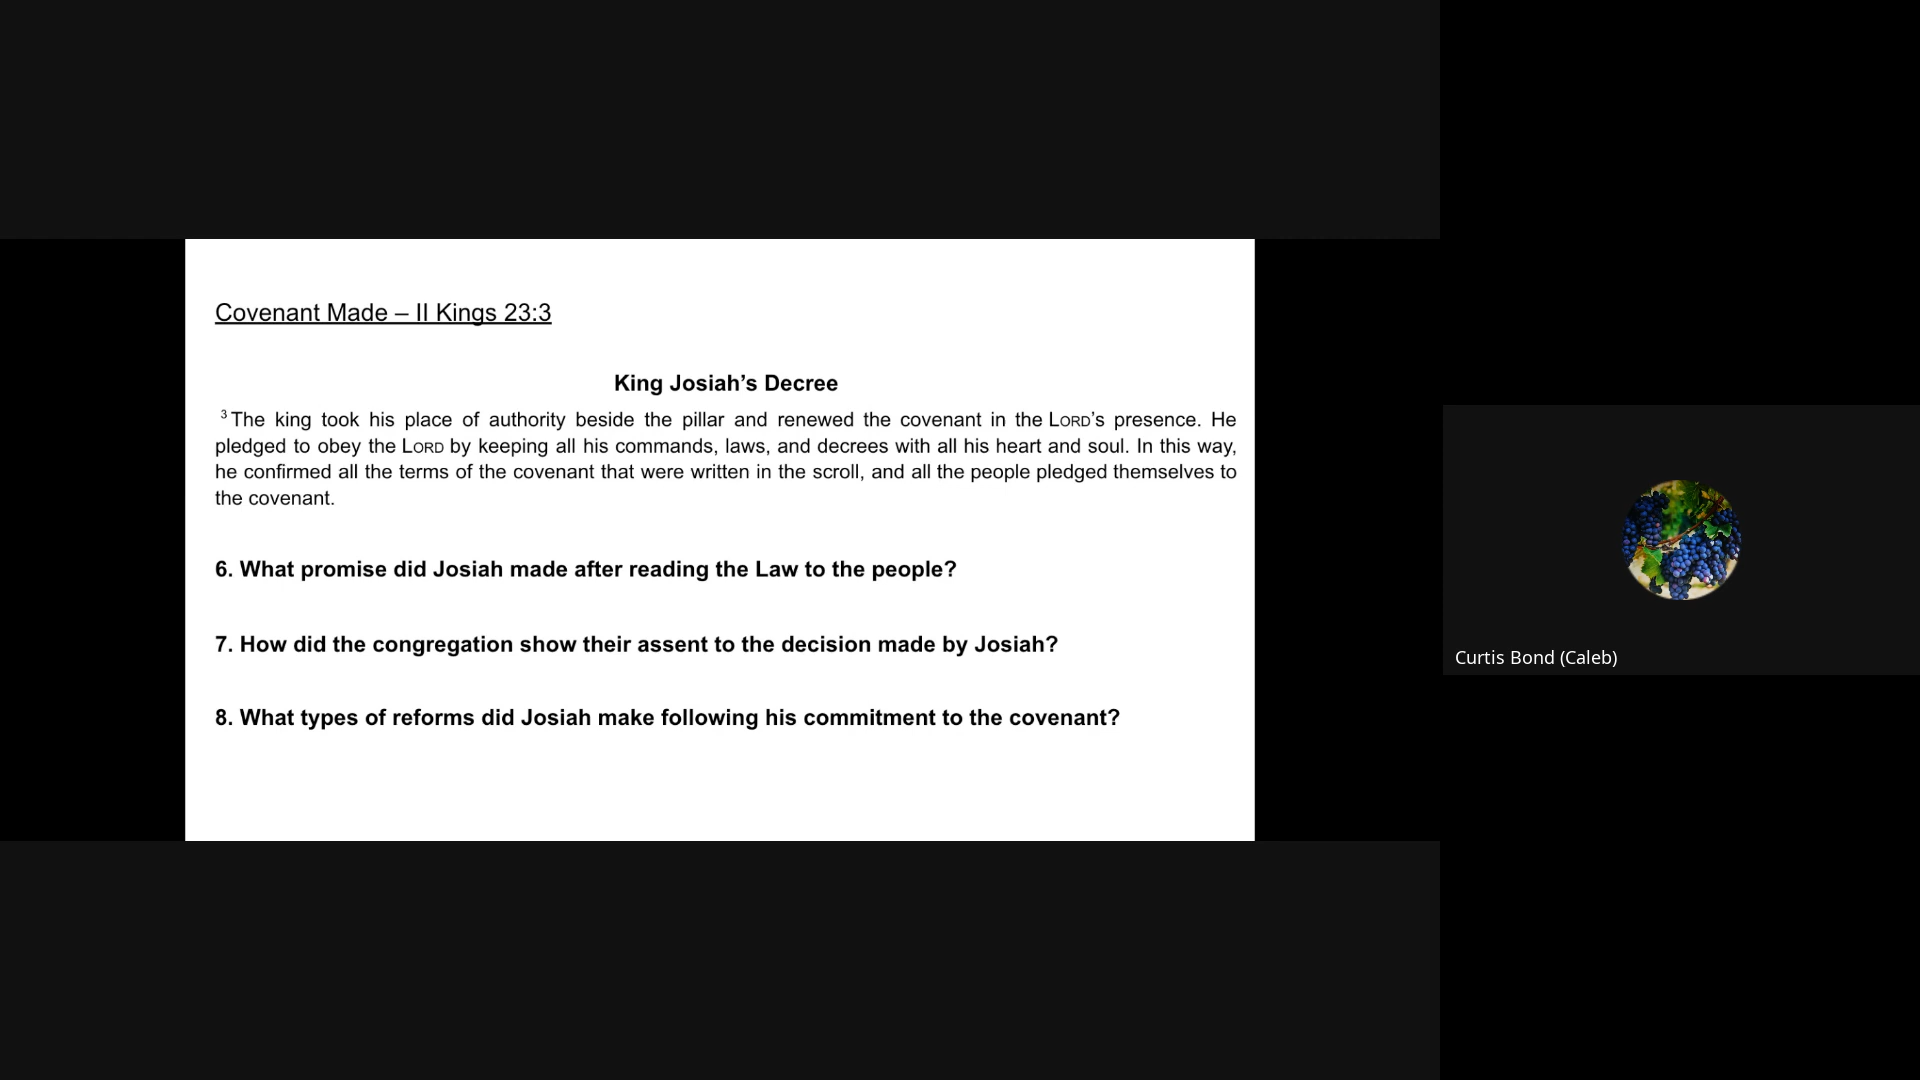 Covenant Made – II Kings 23:3
King Josiah’s Decree
3 The king took his place of authority beside the pillar and renewed the covenant in the LORD’s presence. He
pledged to obey the LORD by keeping all his commands, laws, and decrees with all his heart and soul. In this way,
he confirmed all the terms of the covenant that were written in the scroll, and all the people pledged themselves to
the covenant.
6. What promise did Josiah made after reading the Law to the people?
7. How did the congregation show their assent to the decision made by Josiah?
8. What types of reforms did Josiah make following his commitment to the covenant?
Curtis Bond (Caleb)